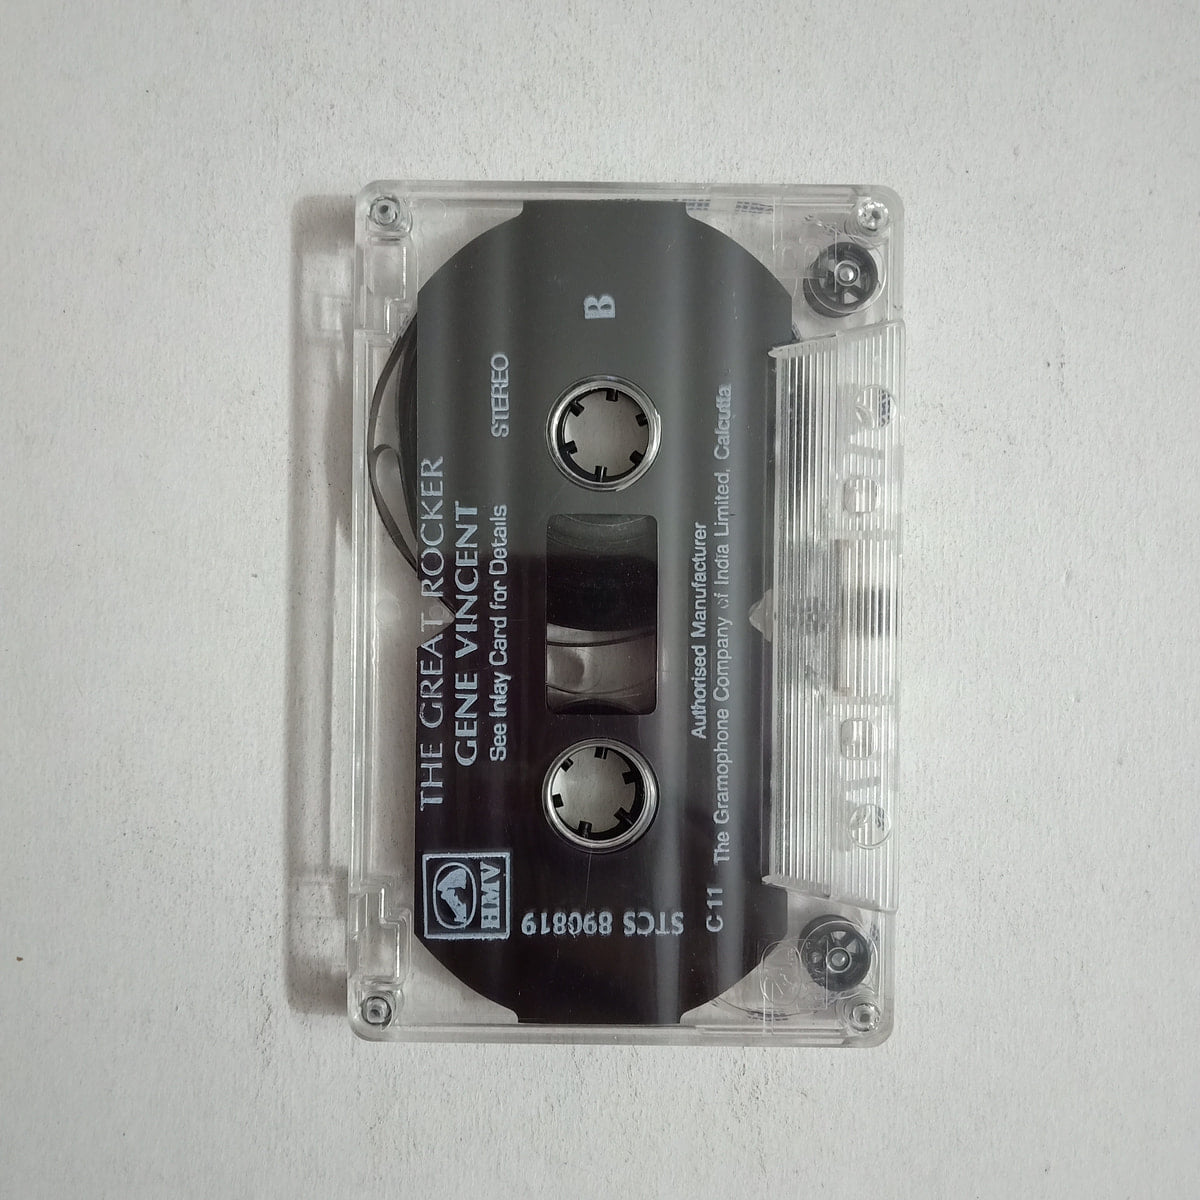 THE GREAT ROCKER
GENE VINCENT
See Inlay Card for Details
STEREO
B
HMV
STCS 890819
Authorised Manufacturer
C11 The Gramophone Company of India Limited, Calcutta